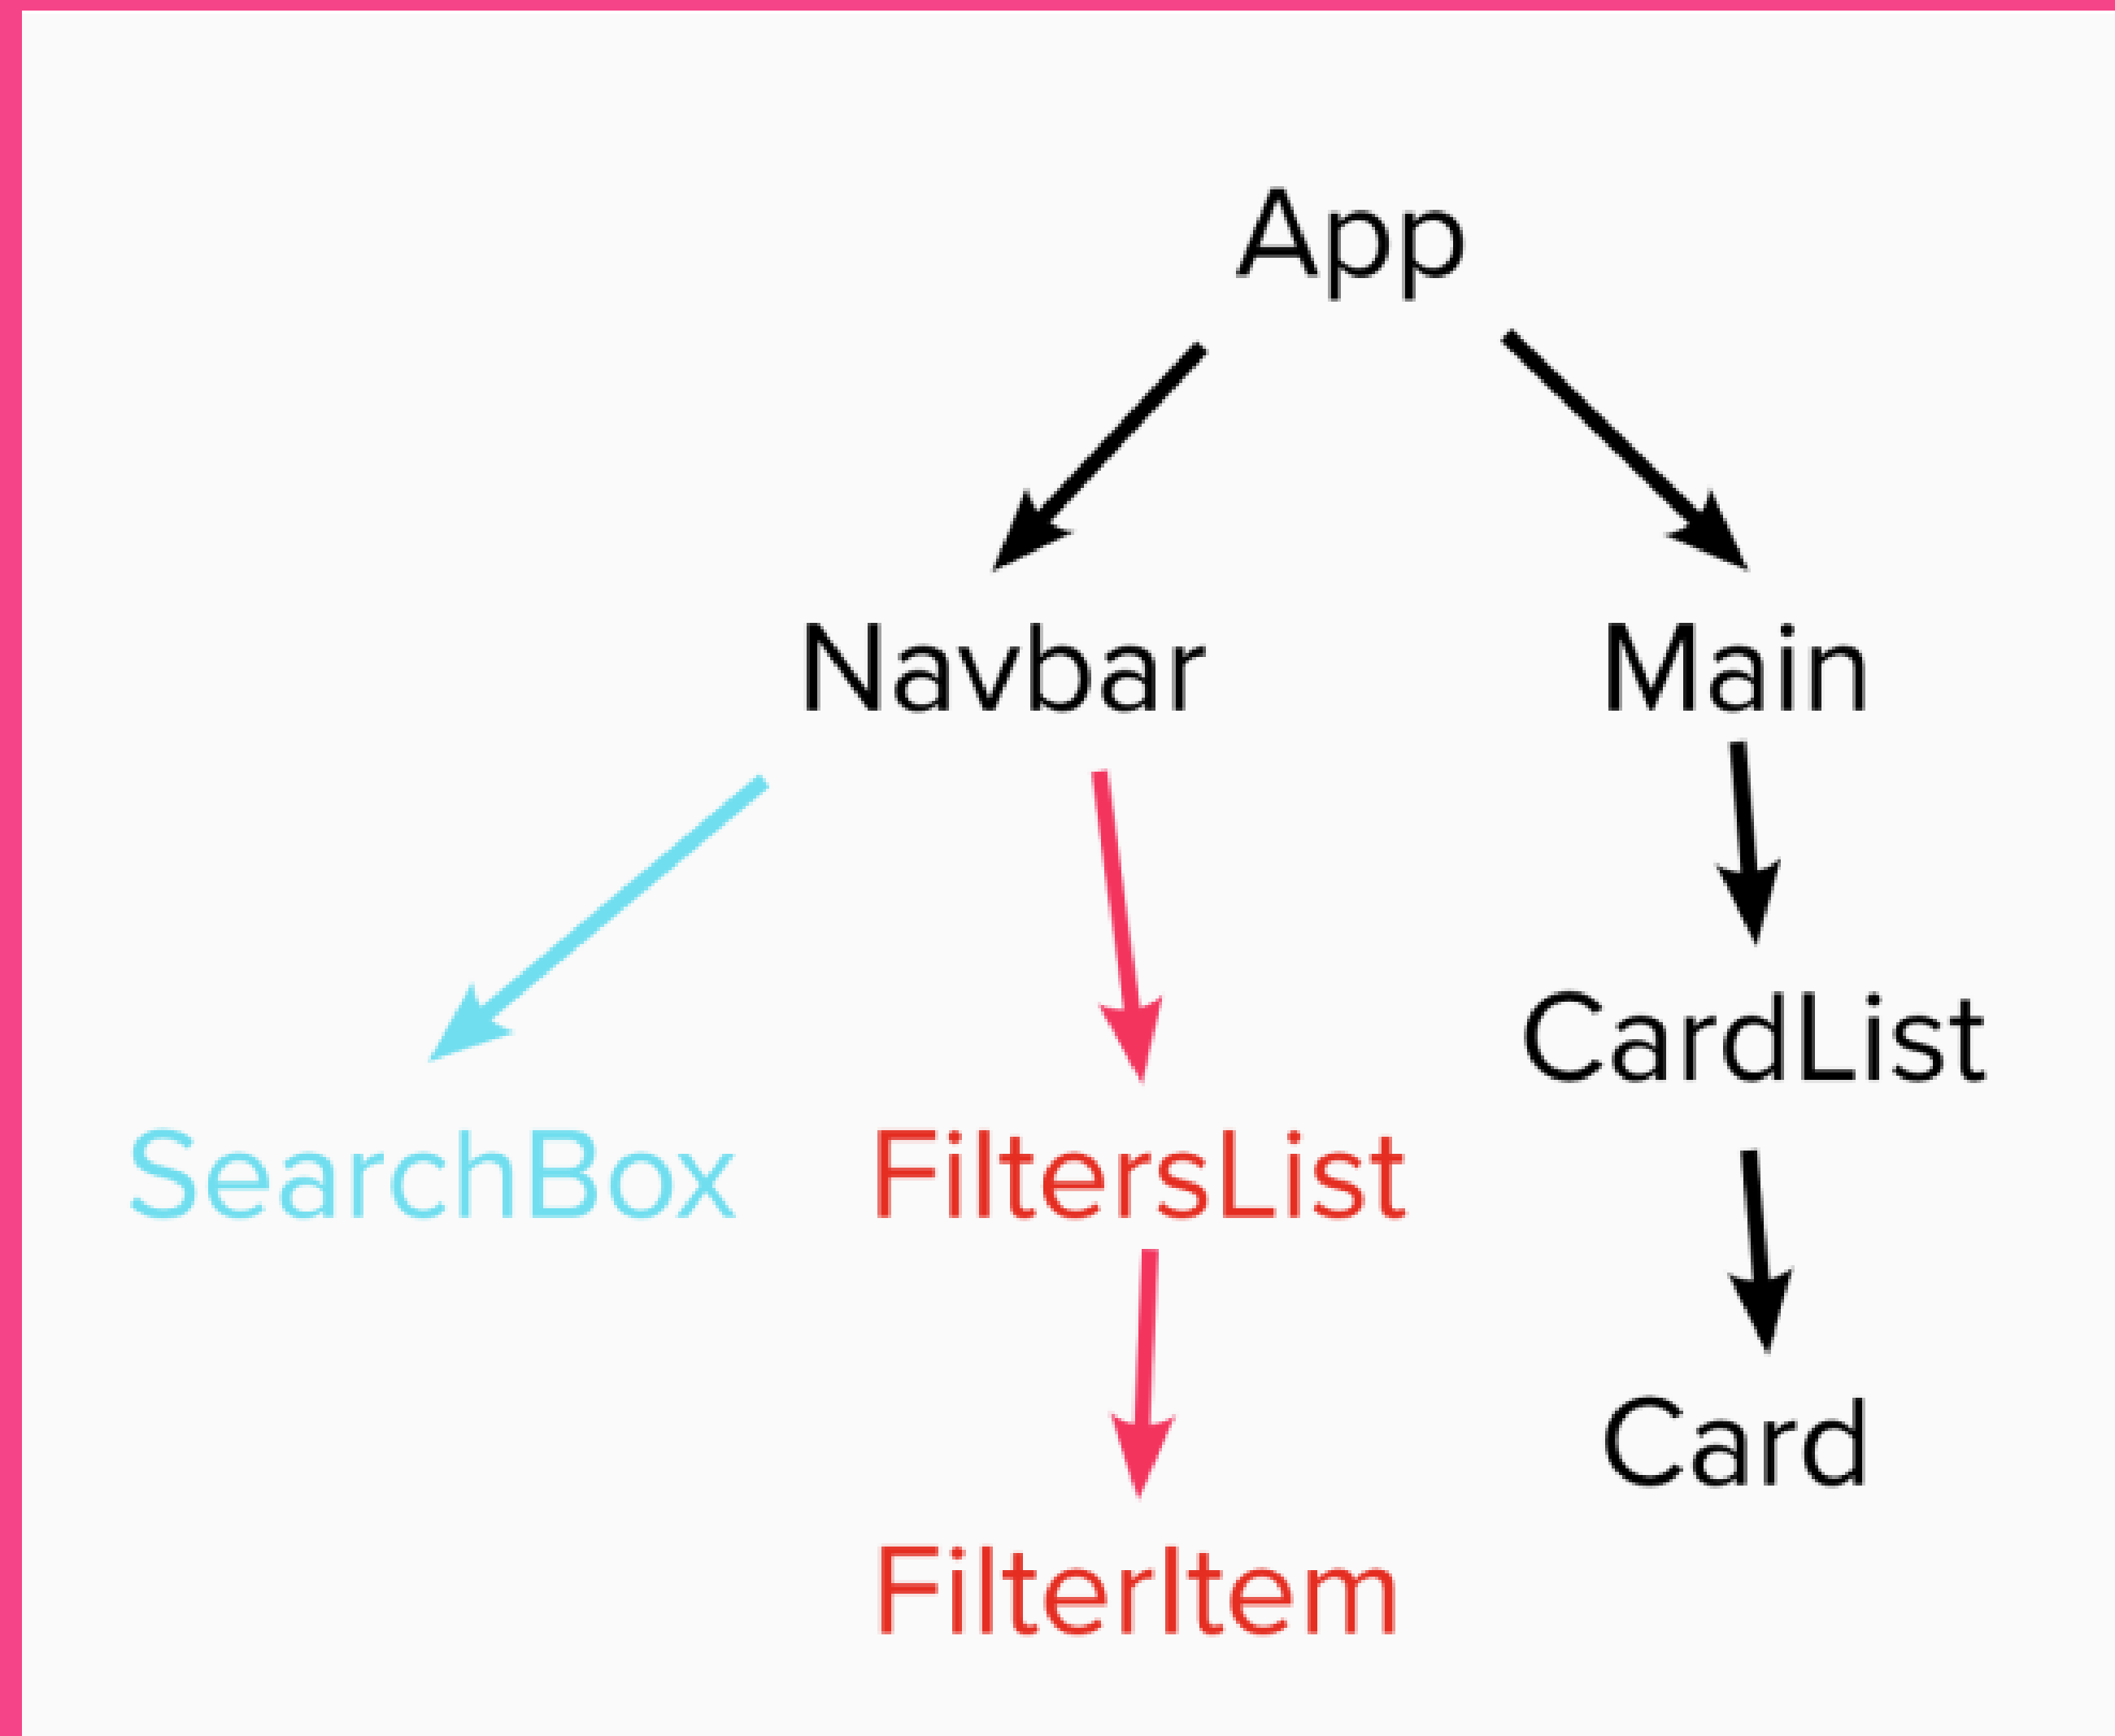 App
Navbar
Main
CardList
SearchBox
FiltersList
Card
FilterItem